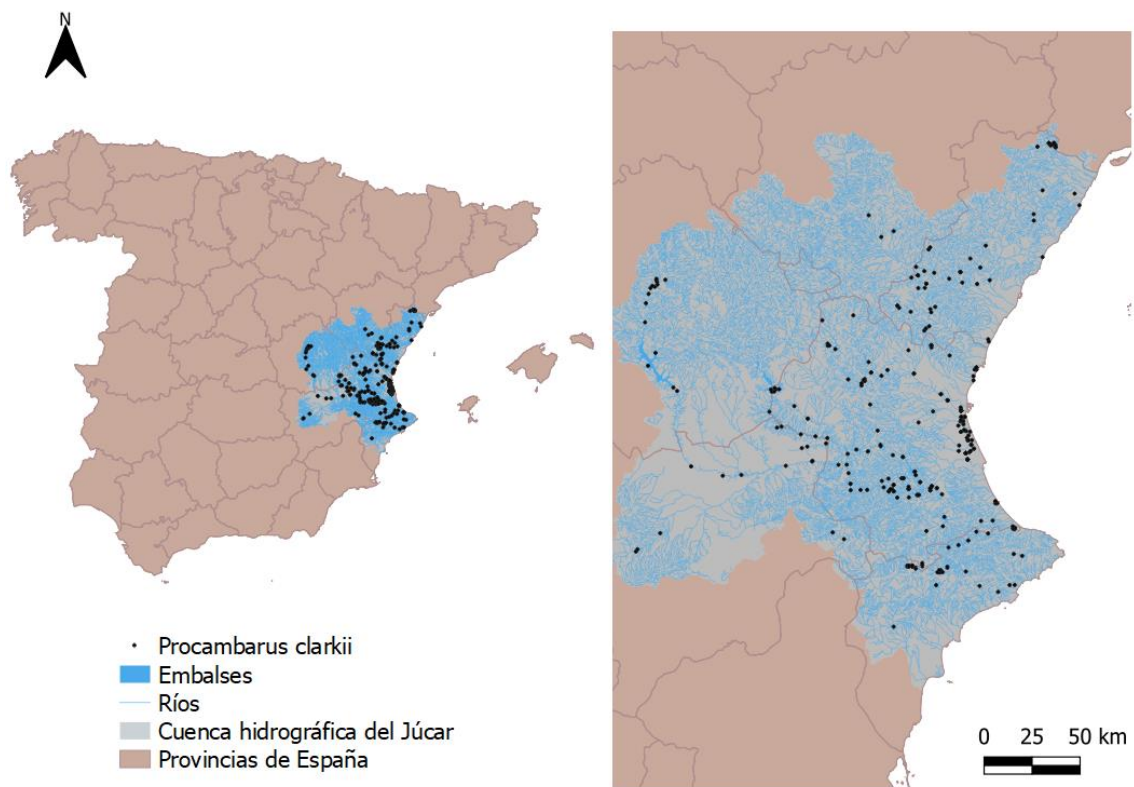 N
Procambarus clarkii
Embalses
Ríos
Cuenca hidrográfica del Júcar
Provincias de España
0 25 50 km